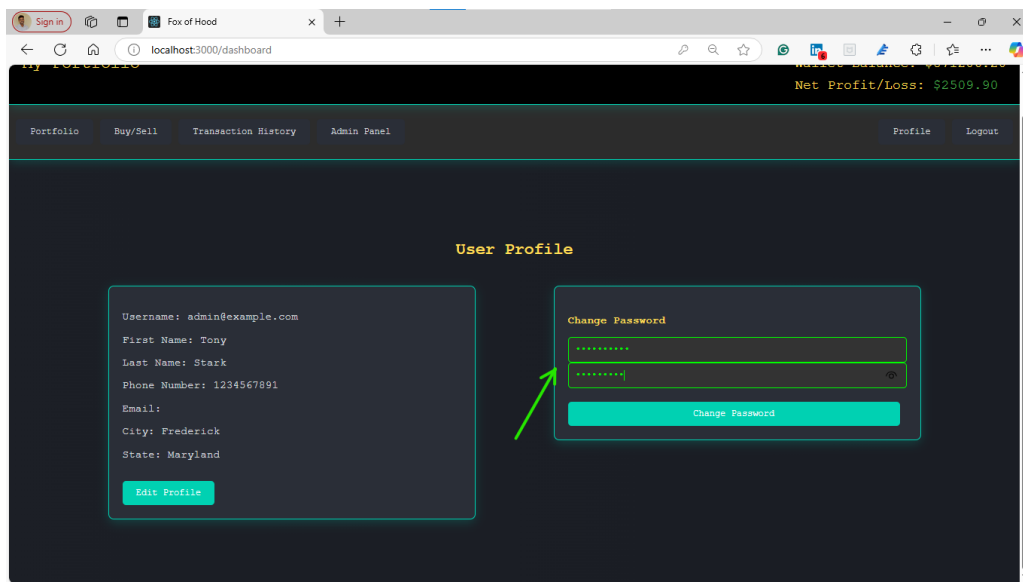 Sign in
Fox of Hood
localhost:3000/dashboard
My Portfolio
Net Profit/Loss: $2509.90
Portfolio
Buy/Sell
Transaction History
Admin Panel
Profile
Logout
User Profile
Username: admin@example.com
First Name: Tony
Last Name: Stark
Phone Number: 1234567891
Email:
City: Frederick
State: Maryland
Edit Profile
Change Password
••••••••••
•••••••••
Change Password